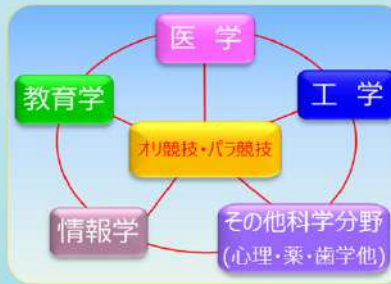 医 学
教育学
工 学
オリ競技・パラ競技
情報学
その他科学分野
(心理・薬・歯学他)